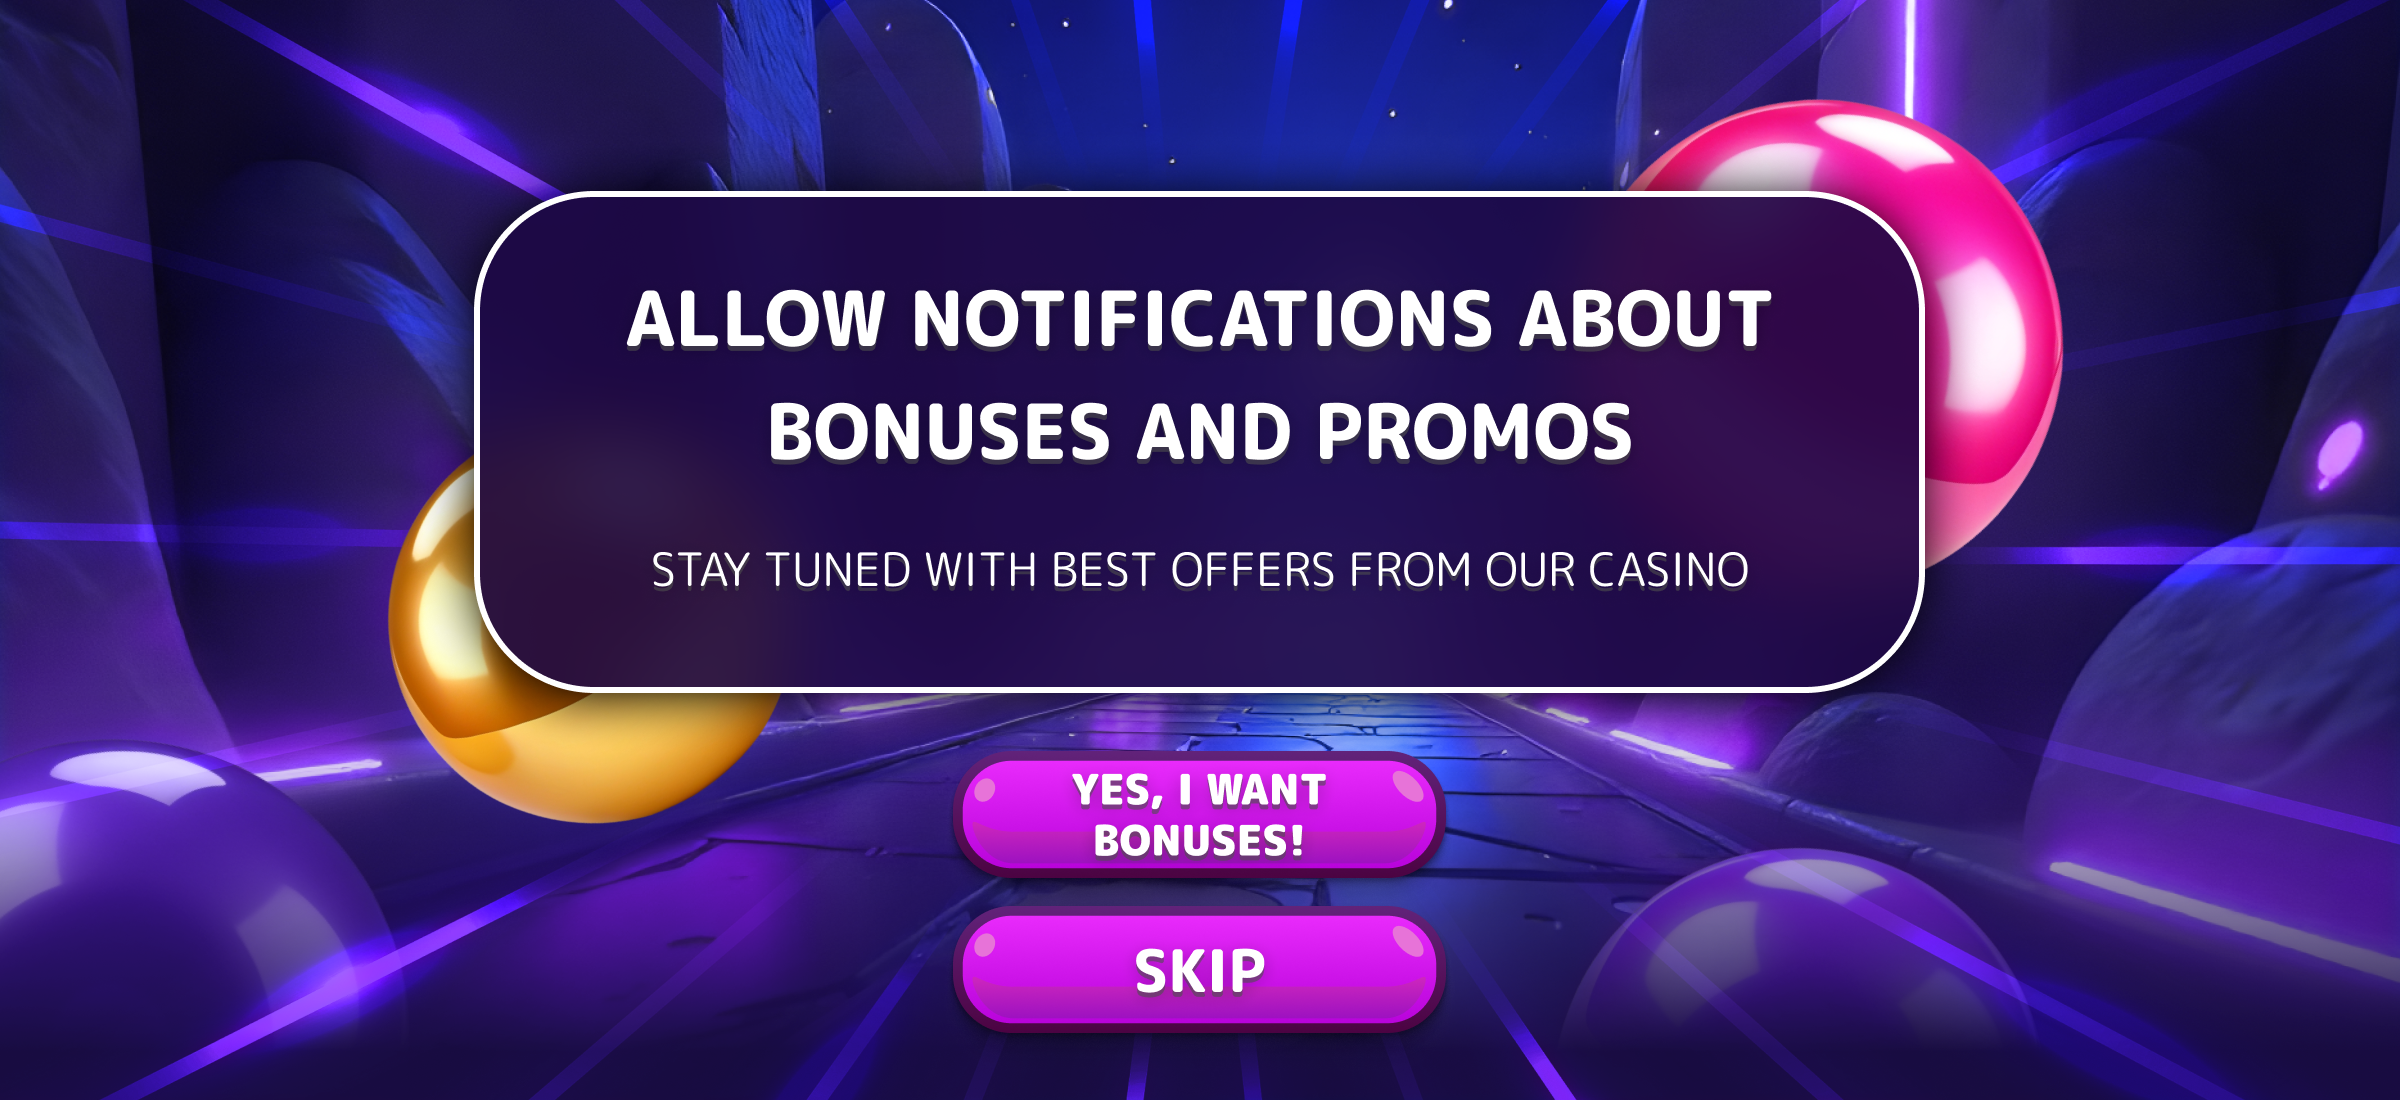 ALLOW NOTIFICATIONS ABOUT
BONUSES AND PROMOS
STAY TUNED WITH BEST OFFERS FROM OUR CASINO
YES, I WANT
BONUSES!
SKIP